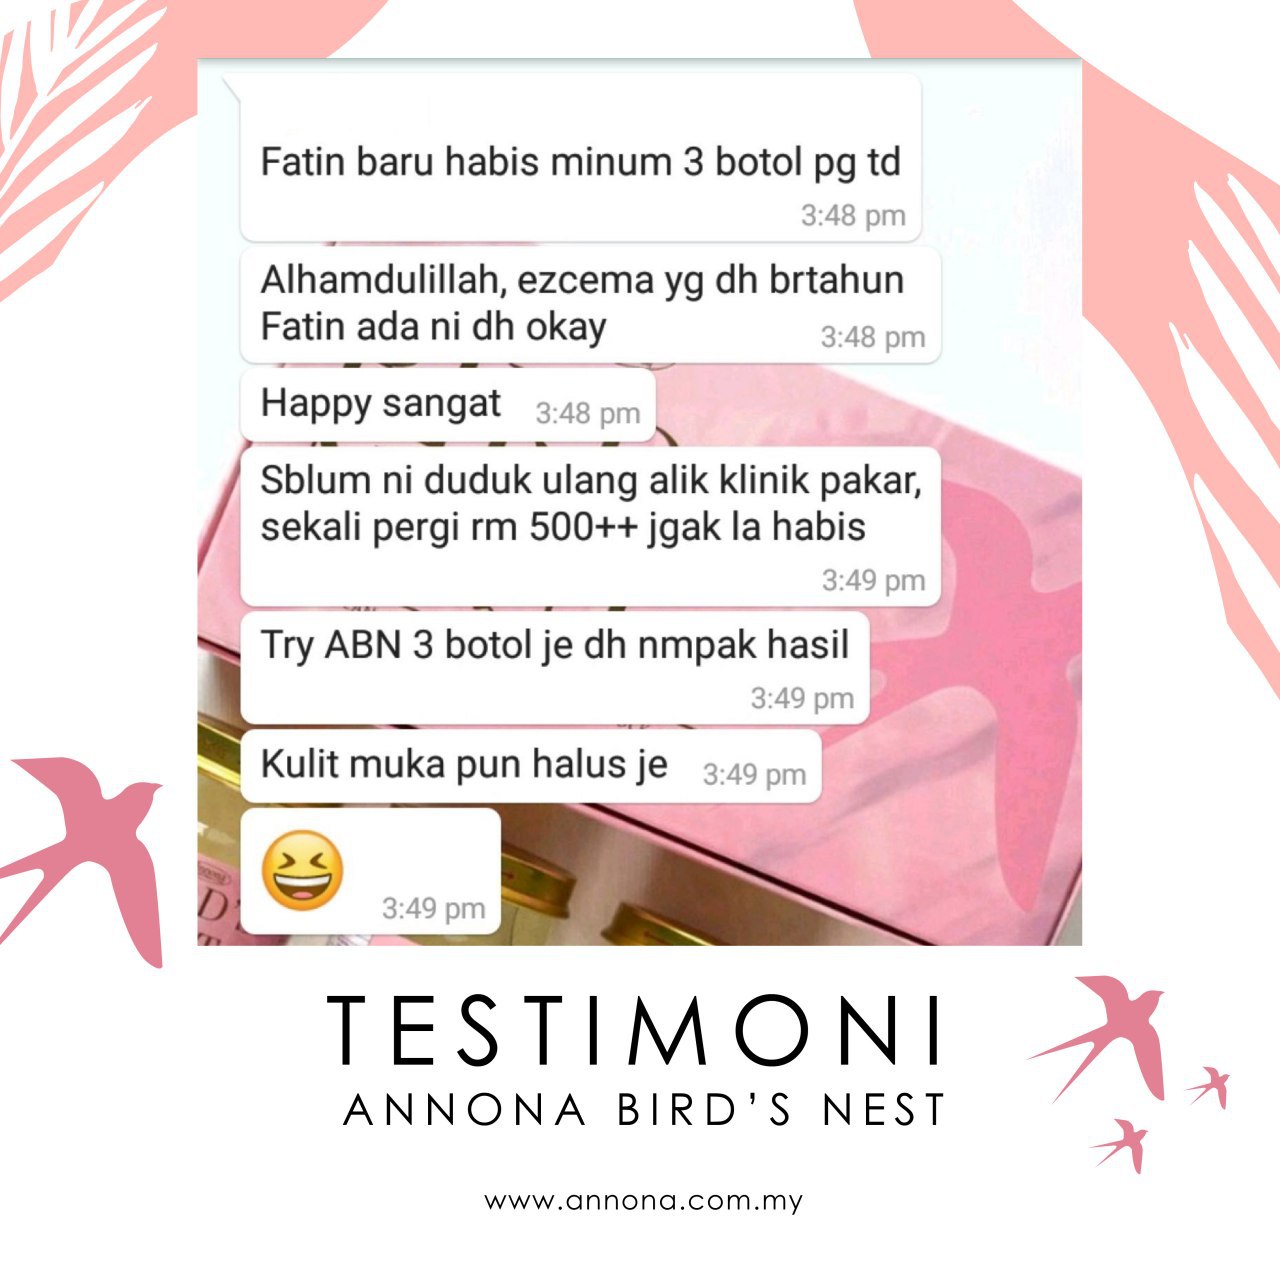 Fatin baru habis minum 3 botol pg td
3:48 pm
Alhamdulillah, ezcema yg dh brtahun
Fatin ada ni dh okay
3:48 pm
Happy sangat
3:48 pm
Sblum ni duduk ulang alik klinik pakar,
sekali pergi rm 500++ jgak la habis
3:49 pm
Try ABN 3 botol je dh nmpak hasil
3:49 pm
Kulit muka pun halus je
3:49 pm
3:49 pm
TESTIMONI
ANNONA BIRD'S NEST
www.annona.com.my